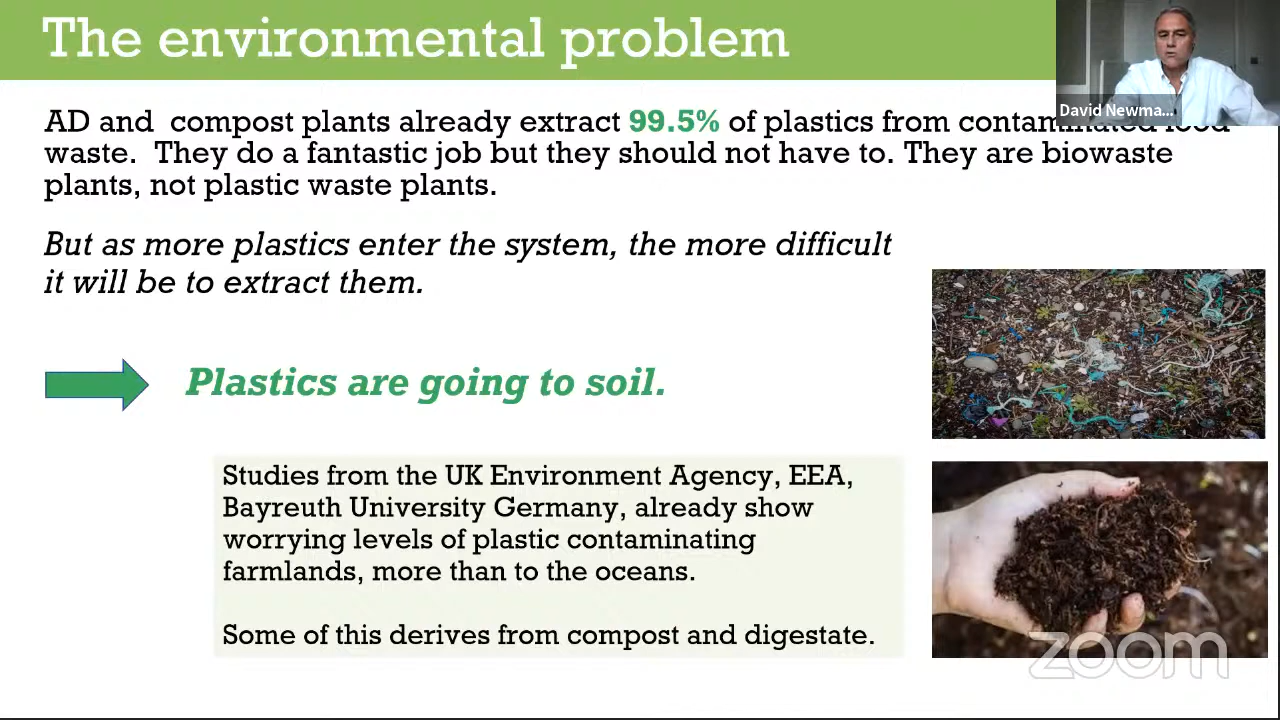 The environmental problem
David Newma...
AD and compost plants already extract 99.5% of plastics from contaminated food
waste. They do a fantastic job but they should not have to. They are biowaste
plants, not plastic waste plants.
But as more plastics enter the system, the more difficult
it will be to extract them.
Plastics are going to soil.
Studies from the UK Environment Agency, EEA,
Bayreuth University Germany, already show
worrying levels of plastic contaminating
farmlands, more than to the oceans.
Some of this derives from compost and digestate.
zoom